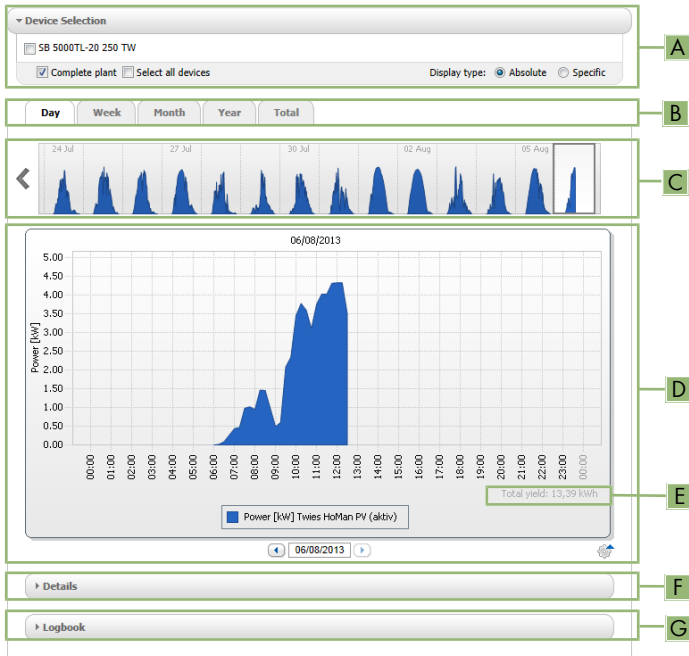 Device Selection
SB 5000TL-20 250 TW
Complete plant Select all devices Display type: Absolute Specific
A
Day Week Month Year Total
B
24 Jul 27 Jul 30 Jul 02 Aug 05 Aug
C
06/08/2013
5.00
4.50
4.00
3.50
3.00
2.50
2.00
1.50
1.00
0.50
0.00
Power [kW]
00:00 01:00 02:00 03:00 04:00 05:00 06:00 07:00 08:00 09:00 10:00 11:00 12:00 13:00 14:00 15:00 16:00 17:00 18:00 19:00 20:00 21:00 22:00 23:00 00:00
D
Total yield: 13,39 kWh
E
Power [kW] Twies HoMan PV (aktiv)
06/08/2013
Details
F
Logbook
G